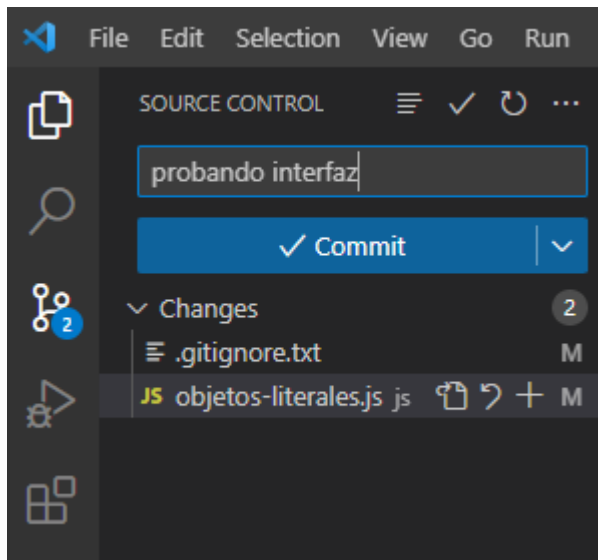 File Edit Selection View Go Run
SOURCE CONTROL
probando interfaz
Commit
Changes 2
.gitignore.txt M
2
JS objetos-literales.js js M